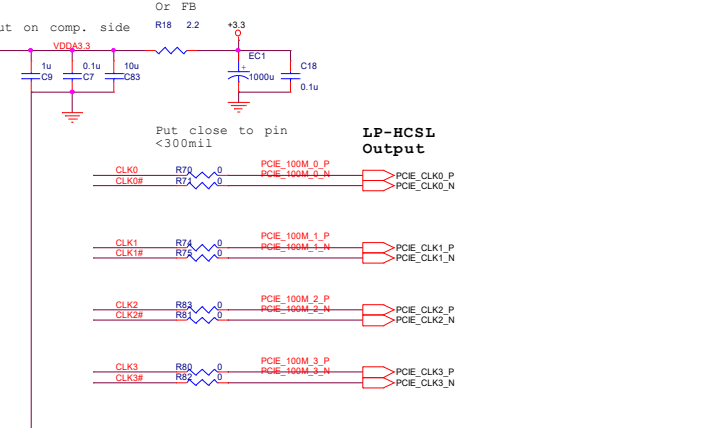 Or FB
ut on comp. side
R18 2.2
+3.3
VDDA3.3
EC1
1u
0.1u
10u
+
C18
C9
C7
C83
1000u
0.1u
Put close to pin
<300mil
LP-HCSL
Output
CLK0 R70 0 PCIE_100M_0_P PCIE_CLK0_P
CLK0# R71 0 PCIE_100M_0_N PCIE_CLK0_N
CLK1 R74 0 PCIE_100M_1_P PCIE_CLK1_P
CLK1# R75 0 PCIE_100M_1_N PCIE_CLK1_N
CLK2 R83 0 PCIE_100M_2_P PCIE_CLK2_P
CLK2# R81 0 PCIE_100M_2_N PCIE_CLK2_N
CLK3 R80 0 PCIE_100M_3_P PCIE_CLK3_P
CLK3# R82 0 PCIE_100M_3_N PCIE_CLK3_N